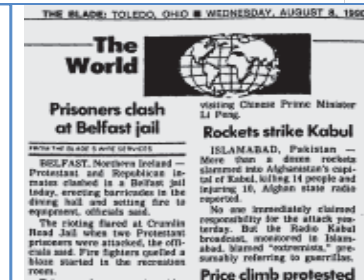 THE BLADE: TOLEDO, OHIO ■ WEDNESDAY, AUGUST 8, 1990
The
World
Prisoners clash
at Belfast jail
FROM THE BLADE'S WIRE SERVICES
BELFAST, Northern Ireland —
Protestant and Republican in-
mates clashed in a Belfast jail
today, erecting barricades in the
dining hall and setting fire to
equipment, officials said.
The rioting flared at Crumlin
Road Jail when two Protestant
prisoners were attacked, the offi-
cials said. Fire fighters quelled a
blaze started in the recreation
room.
visiting Chinese Prime Minister
Li Peng.
Rockets strike Kabul
ISLAMABAD, Pakistan —
More than a dozen rockets
slammed into Afghanistan's capi-
tal of Kabul, killing 14 people and
injuring 10, Afghan state radio
reported.
No one immediately claimed
responsibility for the attack yes-
terday. But the Radio Kabul
broadcast, monitored in Islam-
abad, blamed "extremists," pre-
sumably referring to guerrillas.
Price climb protested